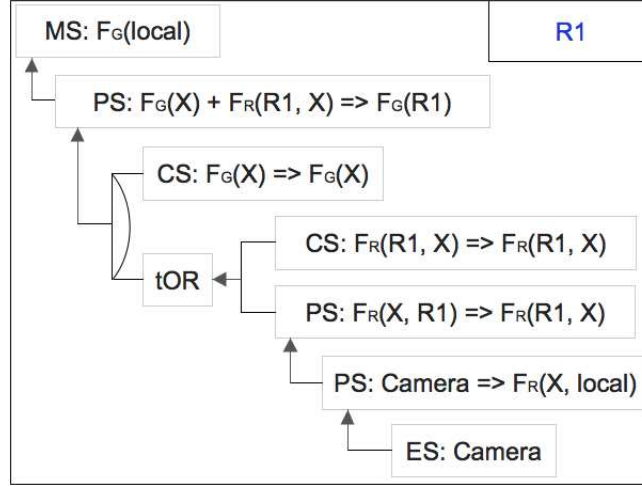 MS: FG(local)
R1
PS: FG(X) + FR(R1, X) => FG(R1)
CS: FG(X) => FG(X)
CS: FR(R1, X) => FR(R1, X)
tOR
PS: FR(X, R1) => FR(R1, X)
PS: Camera => FR(X, local)
ES: Camera